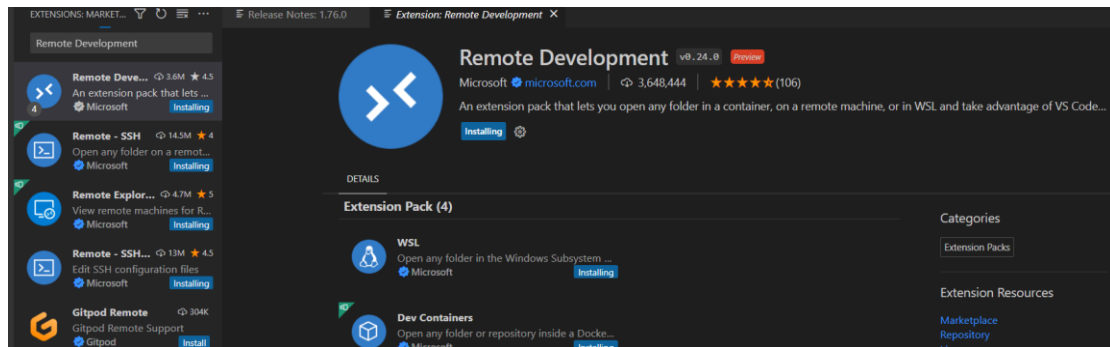 EXTENSIONS: MARKET...
Release Notes: 1.76.0
Extension: Remote Development
Remote Development
Remote Deve... 3.6M 4.5
An extension pack that lets ...
Microsoft Installing
4
Remote - SSH 14.5M 4
Open any folder on a remot...
Microsoft Installing
Remote Explor... 4.7M 5
View remote machines for R...
Microsoft Installing
Remote - SSH... 13M 4.5
Edit SSH configuration files
Microsoft Installing
Gitpod Remote 304K
Gitpod Remote Support
Gitpod Install
Remote Development v0.24.0 Preview
Microsoft microsoft.com 3,648,444 (106)
An extension pack that lets you open any folder in a container, on a remote machine, or in WSL and take advantage of VS Code...
Installing
DETAILS
Extension Pack (4)
WSL
Open any folder in the Windows Subsystem ...
Microsoft Installing
Dev Containers
Open any folder or repository inside a Docke...
Microsoft Installing
Categories
Extension Packs
Extension Resources
Marketplace
Repository